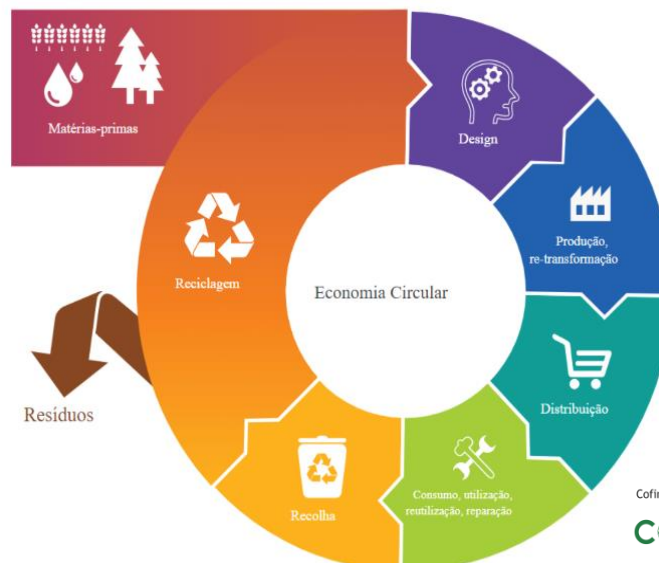 Matérias-primas
Design
Produção,
re-transformação
Reciclagem
Economia Circular
Distribuição
Resíduos
Consumo, utilização,
reutilização, reparação
Recolha